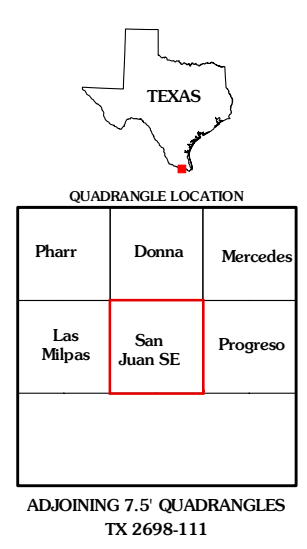 TEXAS
QUADRANGLE LOCATION
Pharr
Donna
Mercedes
Las
Milpas
San
Juan SE
Progreso
ADJOINING 7.5' QUADRANGLES
TX 2698-111